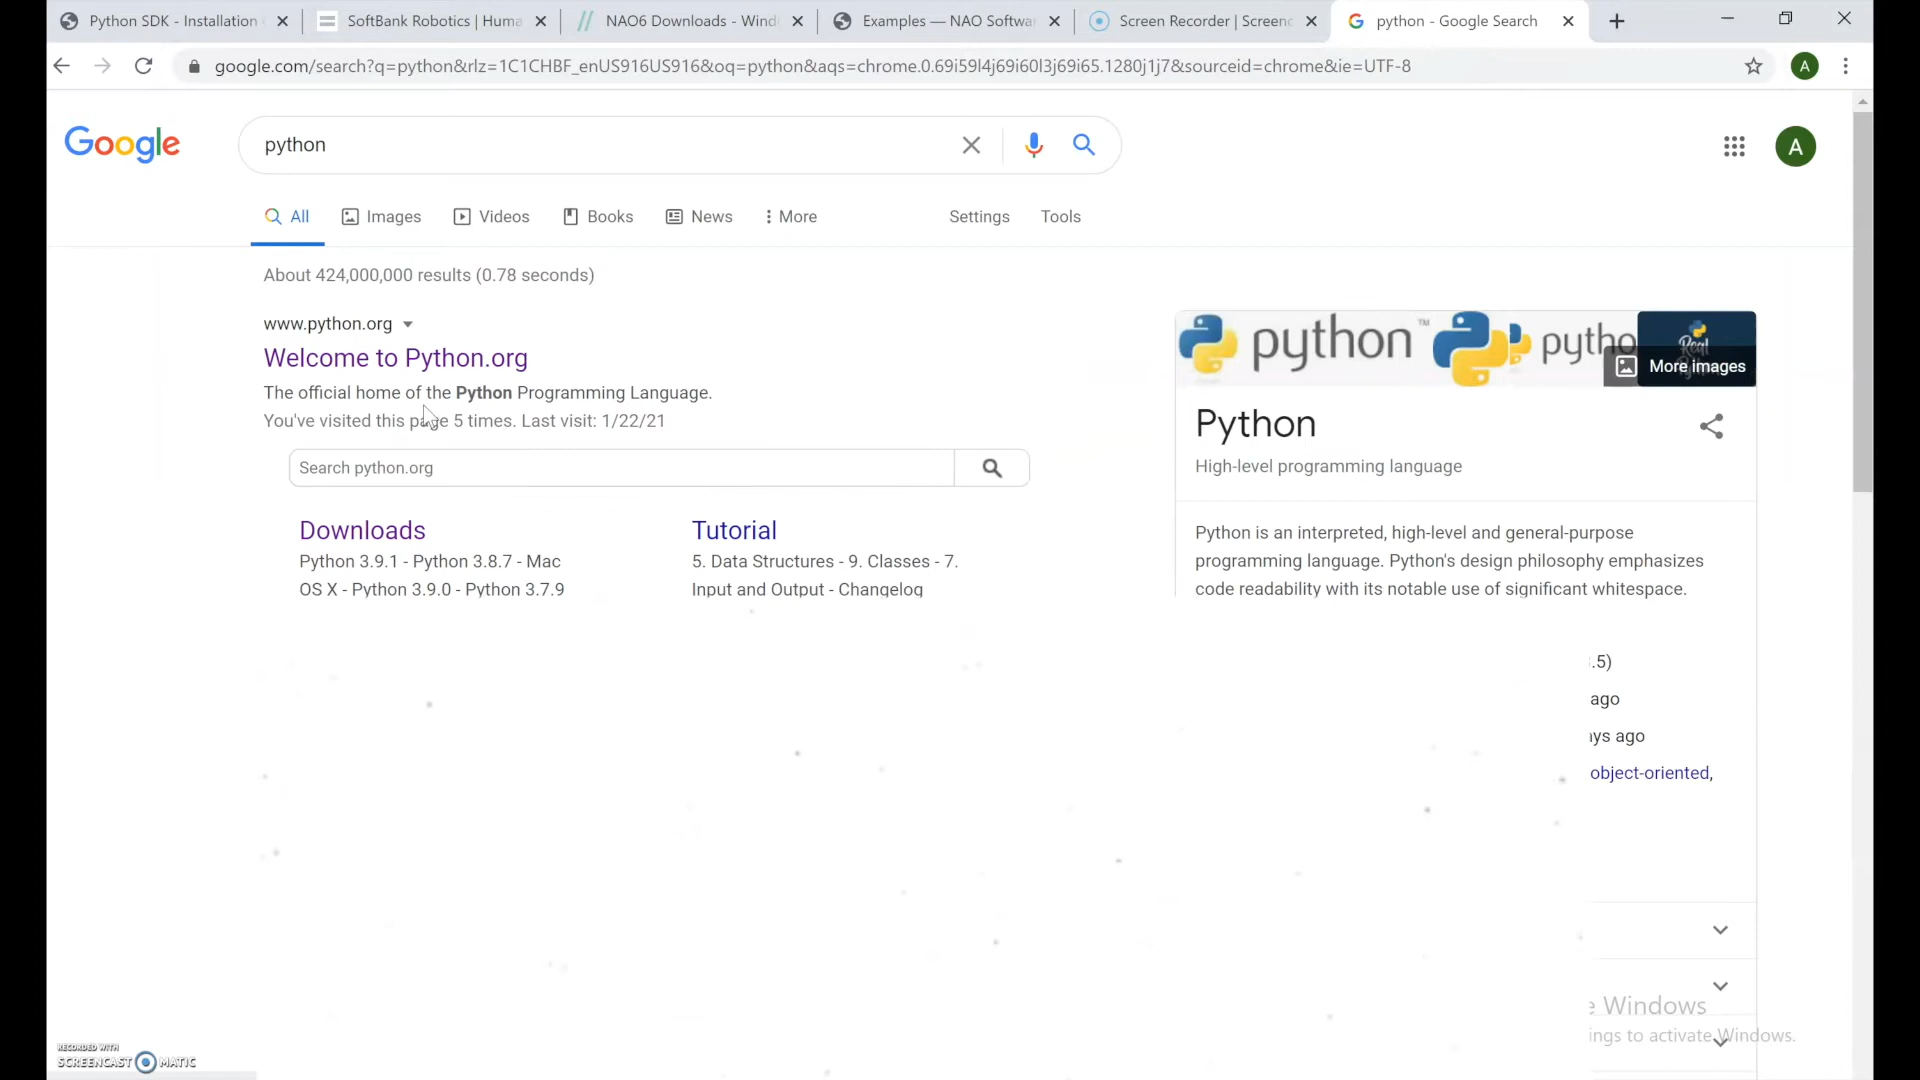 Python SDK - Installation
SoftBank Robotics | Huma
NAO6 Downloads - Wind
Examples — NAO Softwar
Screen Recorder | Screenc
python - Google Search
google.com/search?q=python&rlz=1C1CHBF_enUS916US916&oq=python&aqs=chrome.0.69i59l4j69i60l3j69i65.1280j1j7&sourceid=chrome&ie=UTF-8
A
Google
python
A
All
Images
Videos
Books
News
More
Settings
Tools
About 424,000,000 results (0.78 seconds)
www.python.org
Welcome to Python.org
The official home of the Python Programming Language.
You've visited this page 5 times. Last visit: 1/22/21
Search python.org
Downloads
Python 3.9.1 - Python 3.8.7 - Mac
OS X - Python 3.9.0 - Python 3.7.9
Tutorial
5. Data Structures - 9. Classes - 7.
Input and Output - Changelog
python™
pytho
Real
More images
Python
High-level programming language
Python is an interpreted, high-level and general-purpose
programming language. Python's design philosophy emphasizes
code readability with its notable use of significant whitespace.
.5)
ago
ays ago
object-oriented,
e Windows
ings to activate Windows.
RECORDED WITH
SCREENCAST MATIC